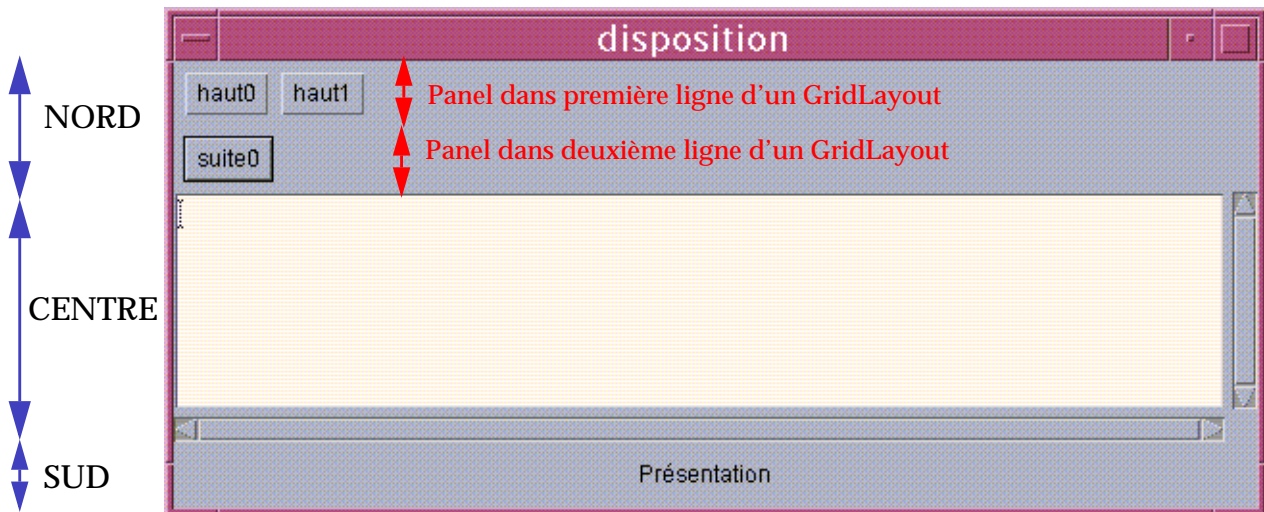 disposition
haut0 haut1 Panel dans première ligne d'un GridLayout
NORD
suite0 Panel dans deuxième ligne d'un GridLayout
CENTRE
SUD Présentation